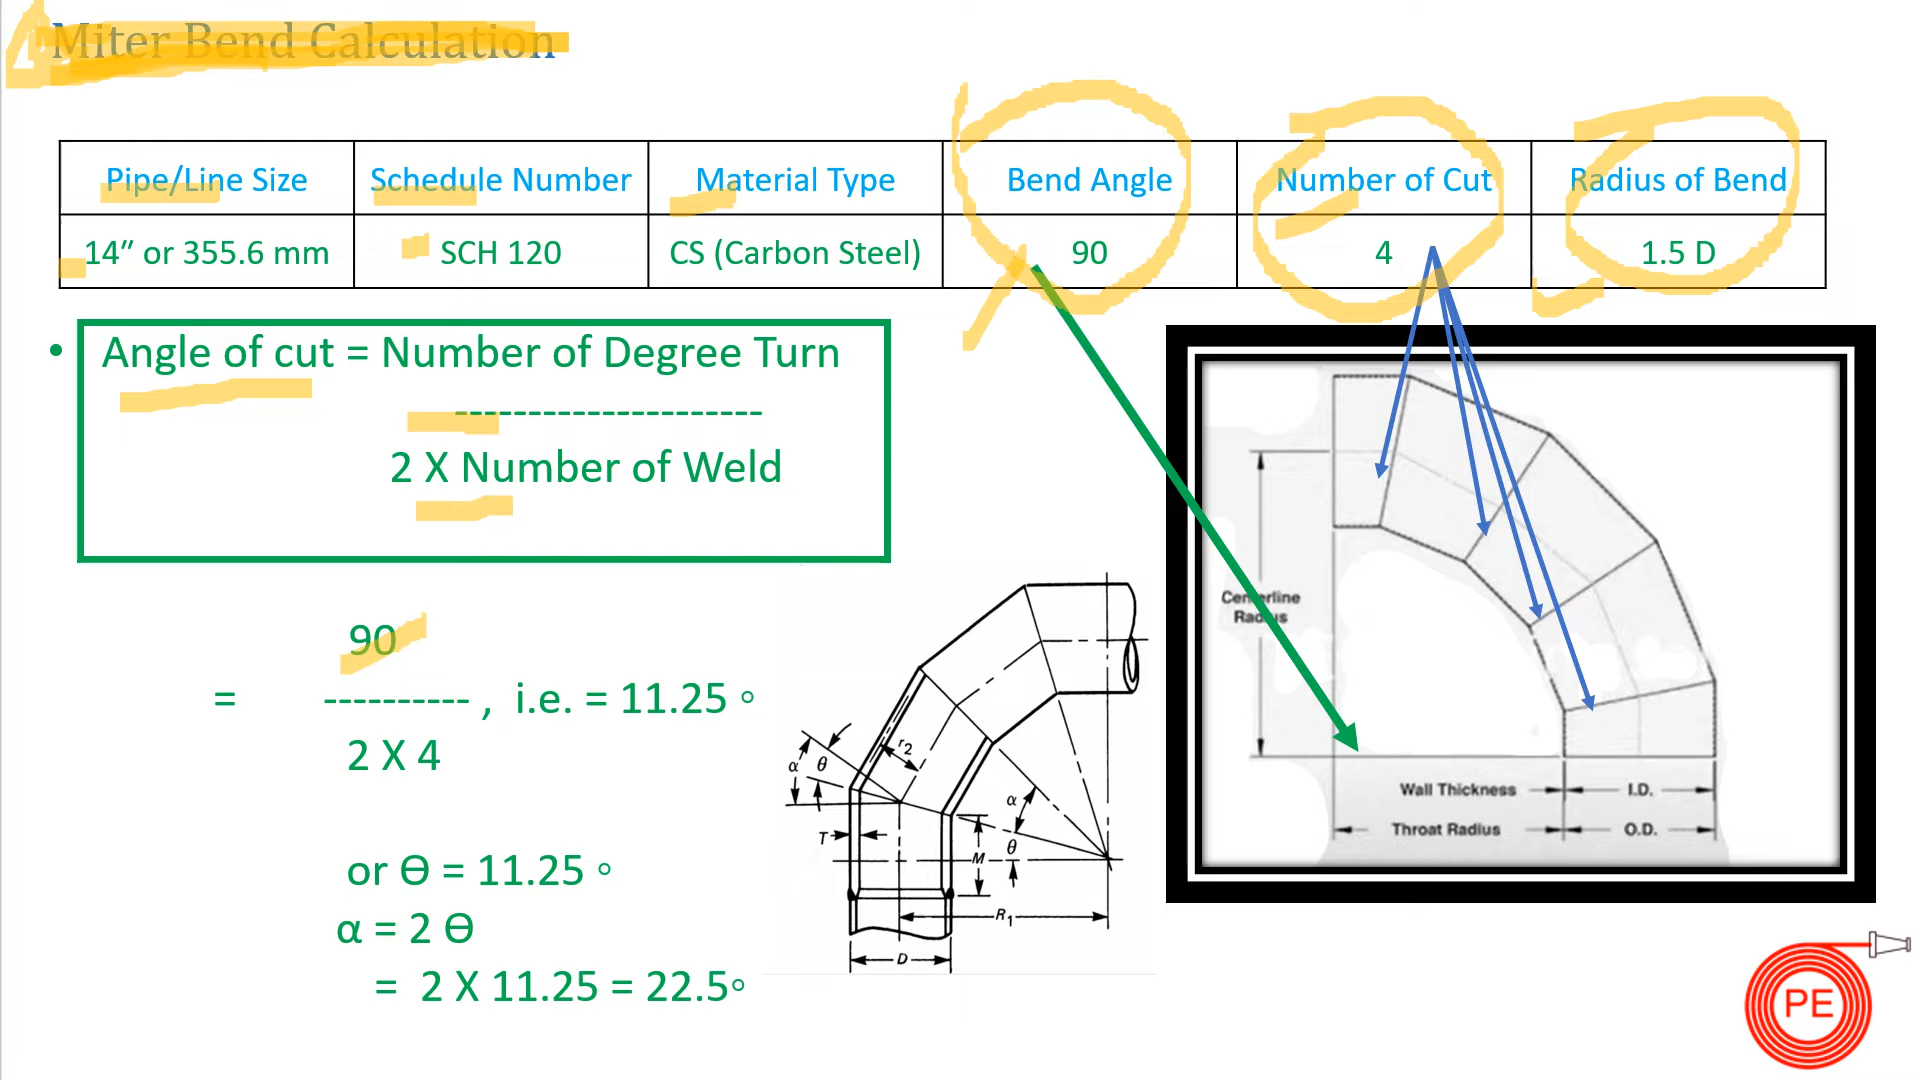 Miter Bend Calculation
Pipe/Line Size Schedule Number Material Type Bend Angle Number of Cut Radius of Bend
14” or 355.6 mm SCH 120 CS (Carbon Steel) 90 4 1.5 D
• Angle of cut = Number of Degree Turn
---------------------
2 X Number of Weld
90
= ---------- , i.e. = 11.25 ◦
2 X 4
or Ө = 11.25 ◦
α = 2 Ө
= 2 X 11.25 = 22.5◦
α θ r2
T
α
θ
M
R1
D
Centerline
Radius
Wall Thickness I.D.
Throat Radius O.D.
PE